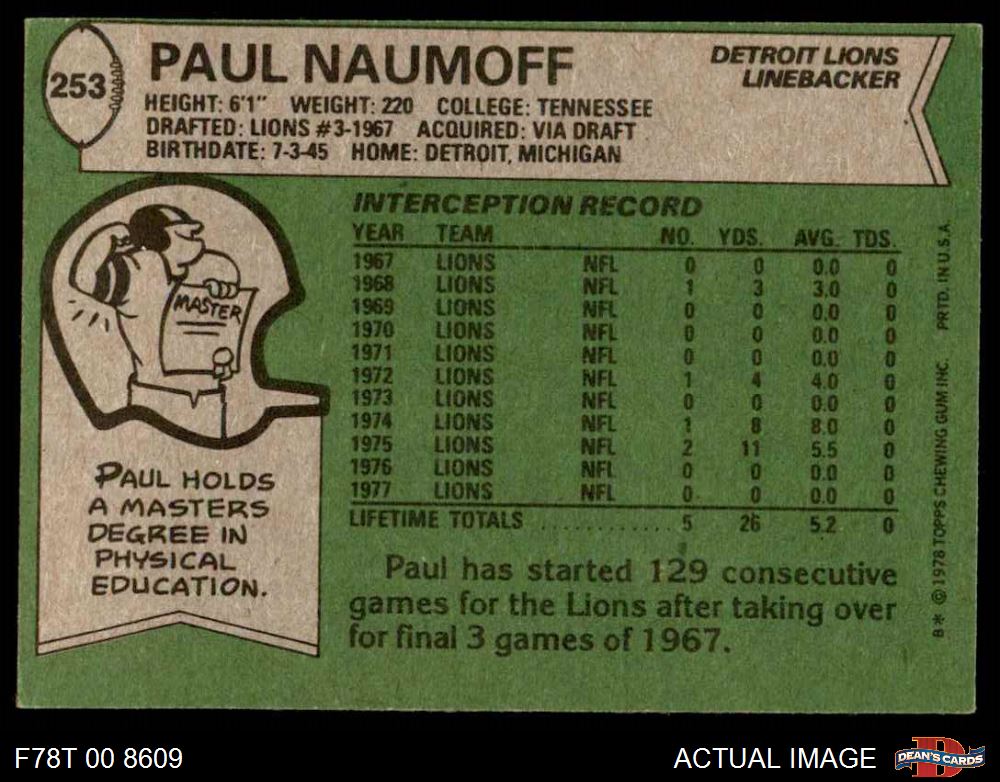 253
PAUL NAUMOFF
DETROIT LIONS
LINEBACKER
HEIGHT: 6'1" WEIGHT: 220 COLLEGE: TENNESSEE
DRAFTED: LIONS #3-1967 ACQUIRED: VIA DRAFT
BIRTHDATE: 7-3-45 HOME: DETROIT, MICHIGAN
INTERCEPTION RECORD
YEAR TEAM NO. YDS. AVG. TDS.
1967 LIONS NFL 0 0 0.0 0
1968 LIONS NFL 1 3 3.0 0
1969 LIONS NFL 0 0 0.0 0
1970 LIONS NFL 0 0 0.0 0
1971 LIONS NFL 0 0 0.0 0
1972 LIONS NFL 1 4 4.0 0
1973 LIONS NFL 0 0 0.0 0
1974 LIONS NFL 1 8 8.0 0
1975 LIONS NFL 2 11 5.5 0
1976 LIONS NFL 0 0 0.0 0
1977 LIONS NFL 0 0 0.0 0
LIFETIME TOTALS ............ 5 26 5.2 0
Paul has started 129 consecutive
games for the Lions after taking over
for final 3 games of 1967.
MASTER
PAUL HOLDS
A MASTERS
DEGREE IN
PHYSICAL
EDUCATION.
B* © 1978 TOPPS CHEWING GUM INC. PRTD. IN U.S.A.
F78T 00 8609
ACTUAL IMAGE
D
DEAN'S CARDS